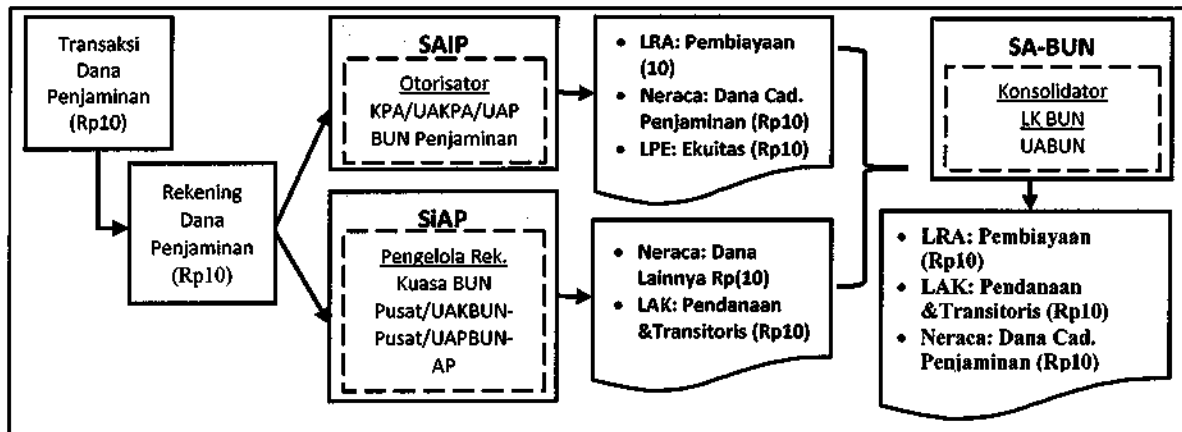 Transaksi
Dana
Penjaminan
(Rp10)
Rekening
Dana
Penjaminan
(Rp10)
SAIP
Otorisator
KPA/UAKPA/UAP
BUN Penjaminan
SiAP
Pengelola Rek.
Kuasa BUN
Pusat/UAKBUN-
Pusat/UAPBUN-
AP
• LRA: Pembiayaan
(10)
• Neraca: Dana Cad.
Penjaminan (Rp10)
• LPE: Ekuitas (Rp10)
• Neraca: Dana
Lainnya Rp(10)
• LAK: Pendanaan
&Transitoris (Rp10)
SA-BUN
Konsolidator
LK BUN
UABUN
• LRA: Pembiayaan
(Rp10)
• LAK: Pendanaan
&Transitoris (Rp10)
• Neraca: Dana Cad.
Penjaminan (Rp10)